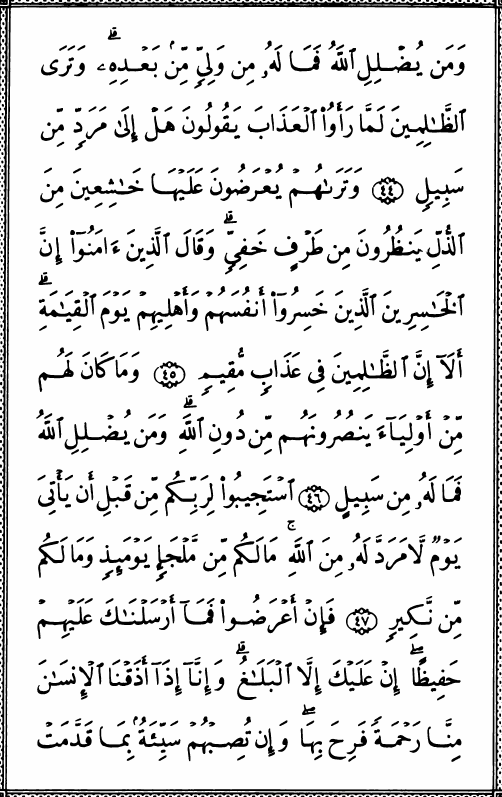 وَمَن يُضْلِلِ ٱللَّهُ فَمَا لَهُۥ مِن وَلِىٍّ مِّنۢ بَعْدِهِۦ ۗ وَتَرَى
ٱلظَّٰلِمِينَ لَمَّا رَأَوُا۟ ٱلْعَذَابَ يَقُولُونَ هَلْ إِلَىٰ مَرَدٍّ مِّن
سَبِيلٍ ﴿٤٤﴾ وَتَرَىٰهُمْ يُعْرَضُونَ عَلَيْهَا خَٰشِعِينَ مِنَ
ٱلذُّلِّ يَنظُرُونَ مِن طَرْفٍ خَفِىٍّ ۗ وَقَالَ ٱلَّذِينَ ءَامَنُوٓا۟ إِنَّ
ٱلْخَٰسِرِينَ ٱلَّذِينَ خَسِرُوٓا۟ أَنفُسَهُمْ وَأَهْلِيهِمْ يَوْمَ ٱلْقِيَٰمَةِ ۗ
أَلَآ إِنَّ ٱلظَّٰلِمِينَ فِى عَذَابٍ مُّقِيمٍ ﴿٤٥﴾ وَمَا كَانَ لَهُم
مِّنْ أَوْلِيَآءَ يَنصُرُونَهُم مِّن دُونِ ٱللَّهِ ۗ وَمَن يُضْلِلِ ٱللَّهُ
فَمَا لَهُۥ مِن سَبِيلٍ ﴿٤٦﴾ ٱسْتَجِيبُوا۟ لِرَبِّكُم مِّن قَبْلِ أَن يَأْتِىَ
يَوْمٌ لَّا مَرَدَّ لَهُۥ مِنَ ٱللَّهِ ۚ مَا لَكُم مِّن مَّلْجَإٍ يَوْمَئِذٍ وَمَا لَكُم
مِّن نَّكِيرٍ ﴿٤٧﴾ فَإِنْ أَعْرَضُوا۟ فَمَآ أَرْسَلْنَٰكَ عَلَيْهِمْ
حَفِيظًا ۖ إِنْ عَلَيْكَ إِلَّا ٱلْبَلَٰغُ ۗ وَإِنَّآ إِذَآ أَذَقْنَا ٱلْإِنسَٰنَ
مِنَّا رَحْمَةً فَرِحَ بِهَا ۖ وَإِن تُصِبْهُمْ سَيِّئَةٌۢ بِمَا قَدَّمَتْ